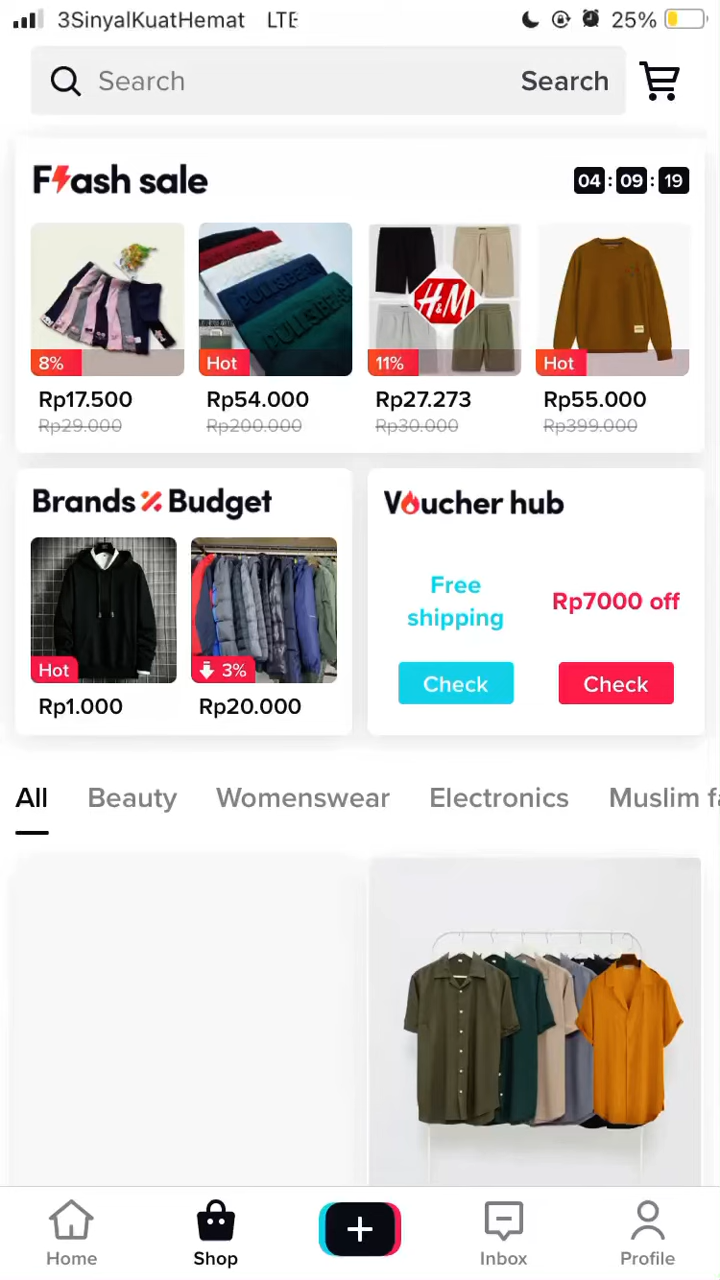 3SinyalKuatHemat LTE 25%
Search Search
Flash sale 04 : 09 : 19
H&M
8% Hot 11% Hot
Rp17.500 Rp54.000 Rp27.273 Rp55.000
Rp29.000 Rp200.000 Rp30.000 Rp399.000
Brands % Budget
Voucher hub
Free shipping
Rp7000 off
Check Check
Hot 3%
Rp1.000 Rp20.000
All Beauty Womenswear Electronics Muslim fa
Home Shop Inbox Profile